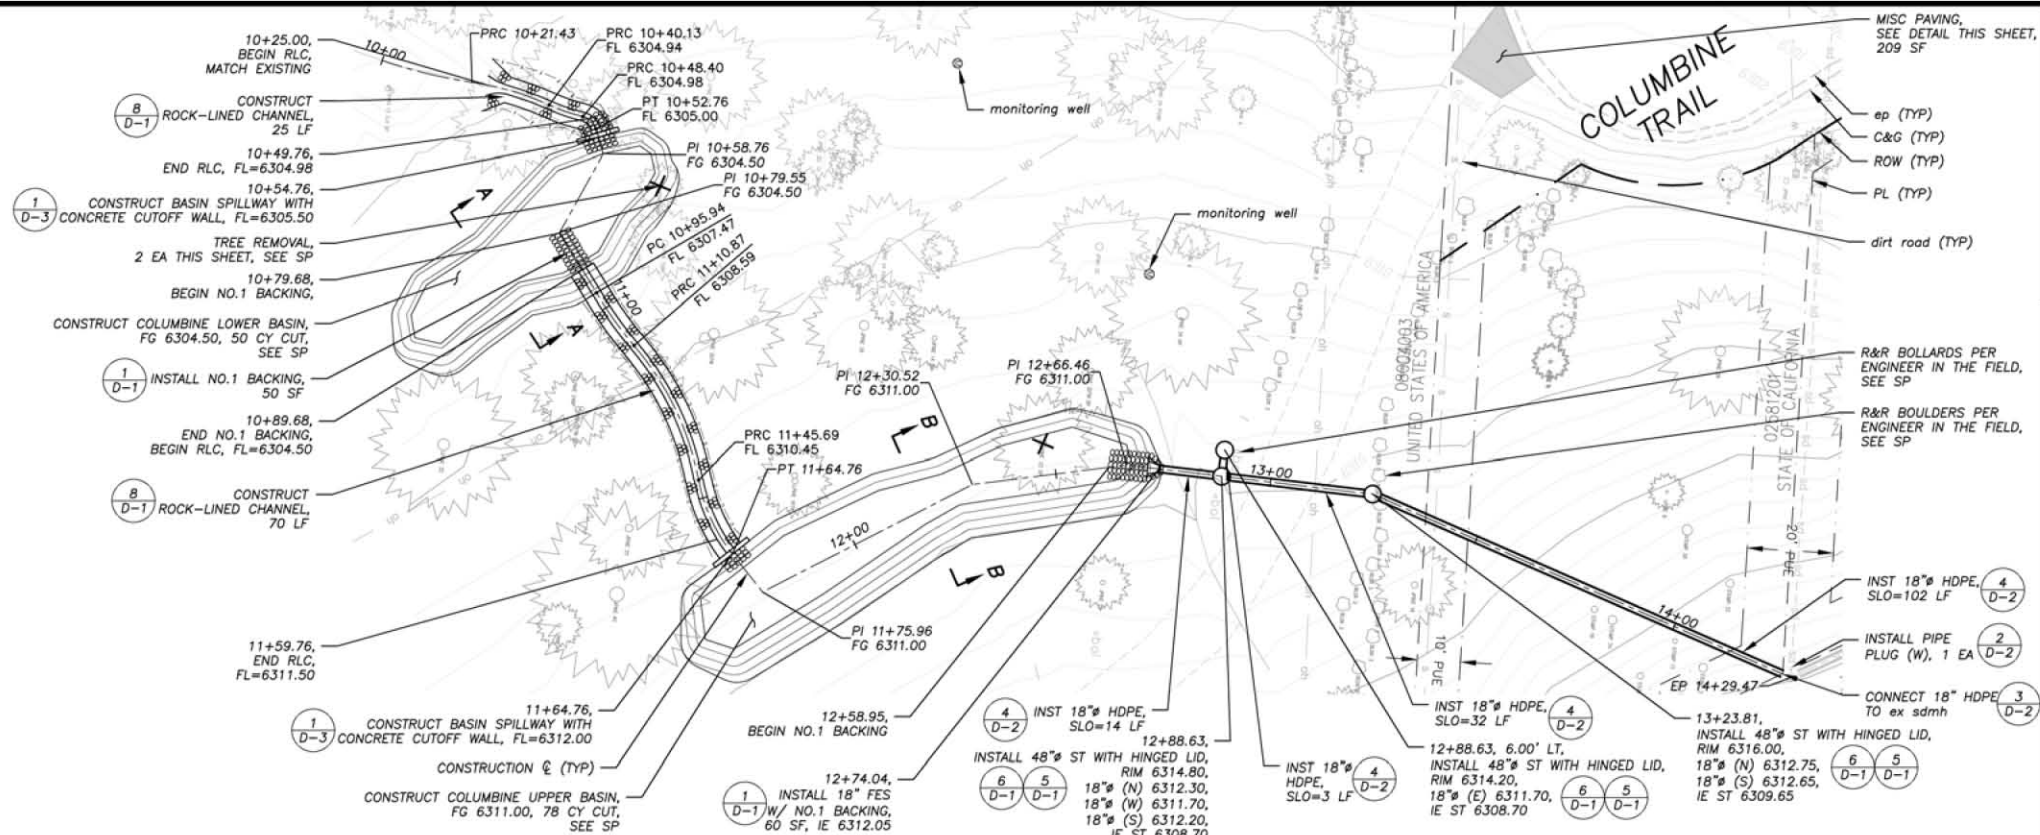 10+25.00,
BEGIN RLC,
MATCH EXISTING
8
D-1
CONSTRUCT
ROCK-LINED CHANNEL,
25 LF
10+49.76,
END RLC, FL=6304.98
10+54.76,
1
D-3
CONSTRUCT BASIN SPILLWAY WITH
CONCRETE CUTOFF WALL, FL=6305.50
TREE REMOVAL,
2 EA THIS SHEET, SEE SP
10+79.68,
BEGIN NO.1 BACKING,
CONSTRUCT COLUMBINE LOWER BASIN,
FG 6304.50, 50 CY CUT,
SEE SP
1
D-1
INSTALL NO.1 BACKING,
50 SF
10+89.68,
END NO.1 BACKING,
BEGIN RLC, FL=6304.50
8
D-1
CONSTRUCT
ROCK-LINED CHANNEL,
70 LF
11+59.76,
END RLC,
FL=6311.50
11+64.76,
1
D-3
CONSTRUCT BASIN SPILLWAY WITH
CONCRETE CUTOFF WALL, FL=6312.00
CONSTRUCTION ℄ (TYP)
CONSTRUCT COLUMBINE UPPER BASIN,
FG 6311.00, 78 CY CUT,
SEE SP
10+00
PRC 10+21.43
PRC 10+40.13
FL 6304.94
PRC 10+48.40
FL 6304.98
PT 10+52.76
FL 6305.00
PI 10+58.76
FG 6304.50
PI 10+79.55
FG 6304.50
PC 10+95.94
FL 6307.47
PRC 11+10.87
FL 6308.59
11+00
A
A
PRC 11+45.69
FL 6310.45
PT 11+64.76
PI 11+75.96
FG 6311.00
12+00
B
B
PI 12+30.52
FG 6311.00
PI 12+66.46
FG 6311.00
monitoring well
monitoring well
13+00
14+00
COLUMBINE
TRAIL
MISC PAVING,
SEE DETAIL THIS SHEET,
209 SF
ep (TYP)
C&G (TYP)
ROW (TYP)
PL (TYP)
dirt road (TYP)
UNITED STATES OF AMERICA
STATE OF CALIFORNIA
10' PUE
20' PUE
R&R BOLLARDS PER
ENGINEER IN THE FIELD,
SEE SP
R&R BOULDERS PER
ENGINEER IN THE FIELD,
SEE SP
INST 18"ø HDPE,
SLO=102 LF
4
D-2
INSTALL PIPE
PLUG (W), 1 EA
2
D-2
EP 14+29.47
CONNECT 18" HDPE
TO ex sdmh
3
D-2
12+58.95,
BEGIN NO.1 BACKING
12+74.04,
1
D-1
INSTALL 18" FES
W/ NO.1 BACKING,
60 SF, IE 6312.05
4
D-2
INST 18"ø HDPE,
SLO=14 LF
12+88.63,
INSTALL 48"ø ST WITH HINGED LID,
6
D-1
5
D-1
RIM 6314.80,
18"ø (N) 6312.30,
18"ø (W) 6311.70,
18"ø (S) 6312.20,
IE ST 6308.70
INST 18"ø
HDPE,
SLO=3 LF
4
D-2
INST 18"ø HDPE,
SLO=32 LF
4
D-2
12+88.63, 6.00' LT,
INSTALL 48"ø ST WITH HINGED LID,
RIM 6314.20,
18"ø (E) 6311.70,
IE ST 6308.70
6
D-1
5
D-1
13+23.81,
INSTALL 48"ø ST WITH HINGED LID,
RIM 6316.00,
18"ø (N) 6312.75,
18"ø (S) 6312.65,
IE ST 6309.65
6
D-1
5
D-1